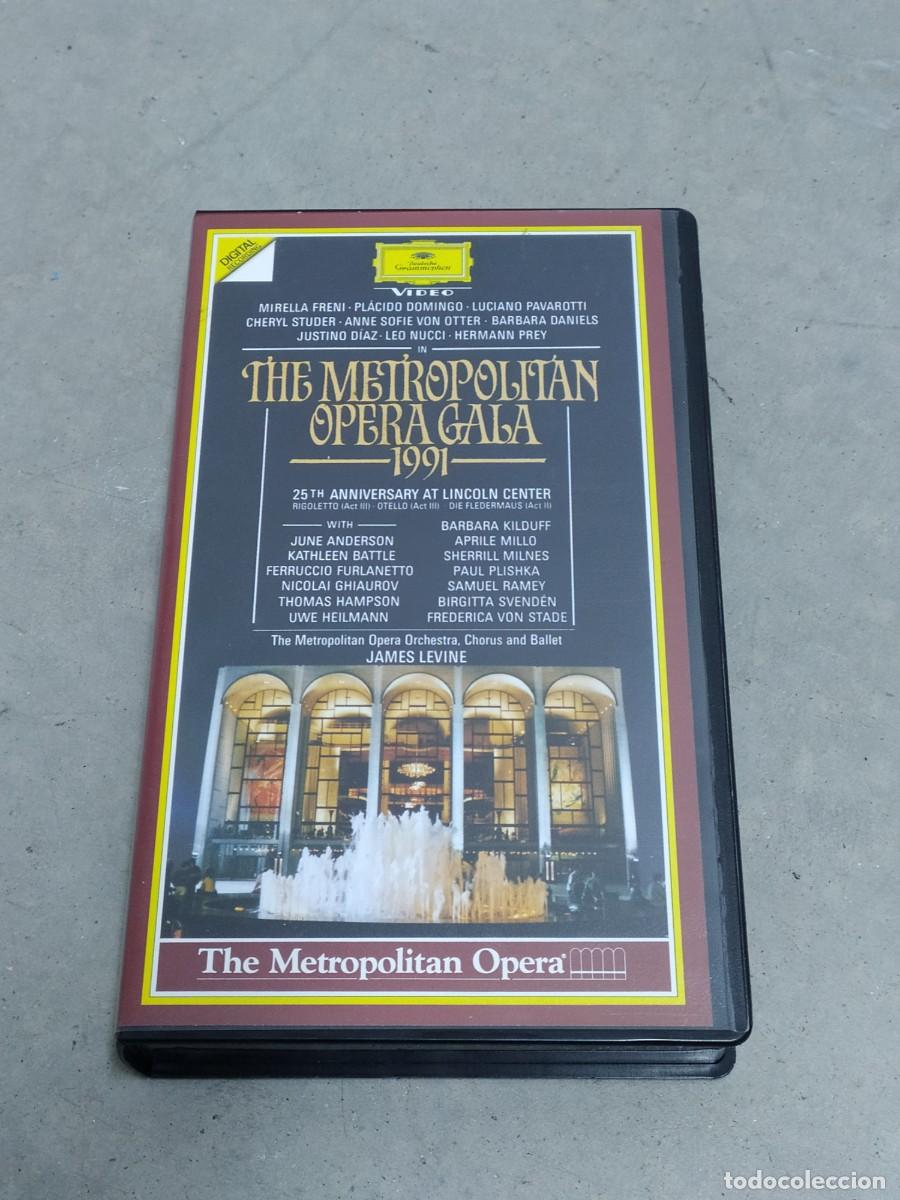 DIGITAL
RECORDING
Deutsche
Grammophon
VIDEO
MIRELLA FRENI · PLÁCIDO DOMINGO · LUCIANO PAVAROTTI
CHERYL STUDER · ANNE SOFIE VON OTTER · BARBARA DANIELS
JUSTINO DÍAZ · LEO NUCCI · HERMANN PREY
IN
THE METROPOLITAN
OPERA GALA
1991
25TH ANNIVERSARY AT LINCOLN CENTER
RIGOLETTO (Act III) · OTELLO (Act III) · DIE FLEDERMAUS (Act II)
WITH
JUNE ANDERSON
KATHLEEN BATTLE
FERRUCCIO FURLANETTO
NICOLAI GHIAUROV
THOMAS HAMPSON
UWE HEILMANN
BARBARA KILDUFF
APRILE MILLO
SHERRILL MILNES
PAUL PLISHKA
SAMUEL RAMEY
BIRGITTA SVENDÉN
FREDERICA VON STADE
The Metropolitan Opera Orchestra, Chorus and Ballet
JAMES LEVINE
The Metropolitan Opera
todocoleccion